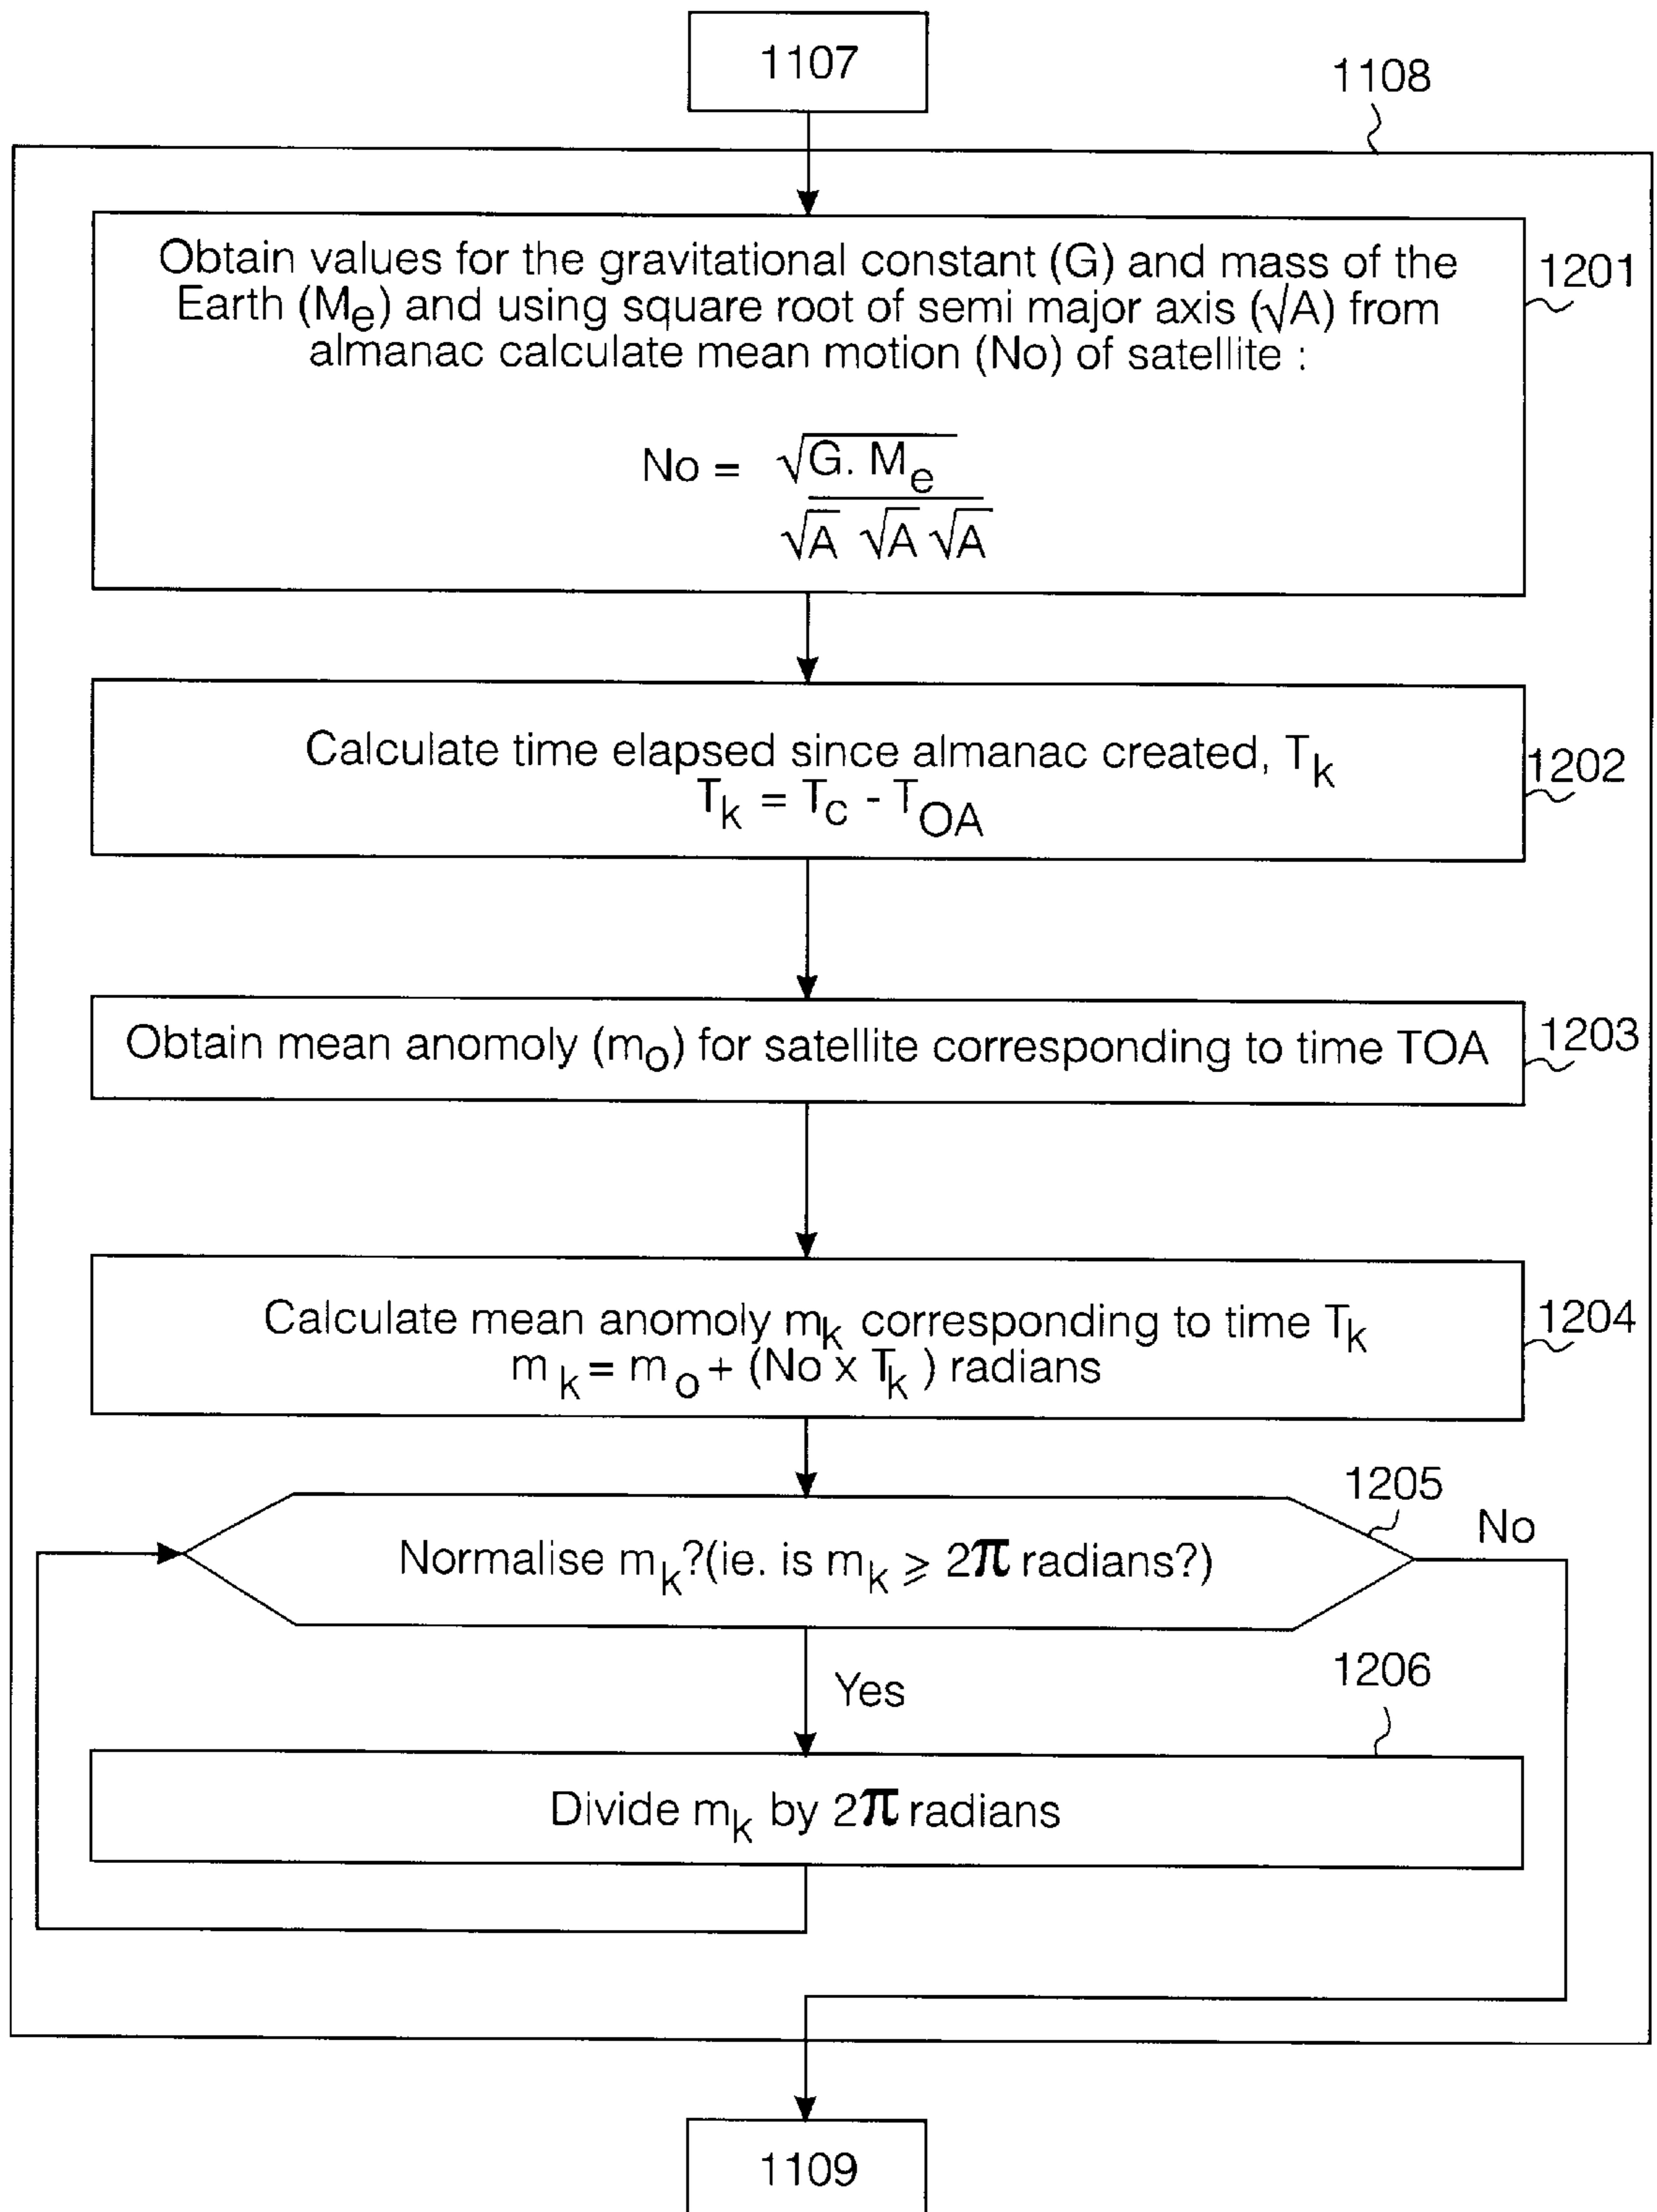 1107
1108
Obtain values for the gravitational constant (G) and mass of the
Earth (Me) and using square root of semi major axis (√A) from
almanac calculate mean motion (No) of satellite :
1201
No = √G. Me
√A √A √A
Calculate time elapsed since almanac created, Tk
Tk = Tc - TOA
1202
Obtain mean anomoly (mo) for satellite corresponding to time TOA
1203
Calculate mean anomoly mk corresponding to time Tk
mk = mo + (No x Tk ) radians
1204
1205
No
Normalise mk?(ie. is mk ⩾ 2π radians?)
Yes
1206
Divide mk by 2π radians
1109